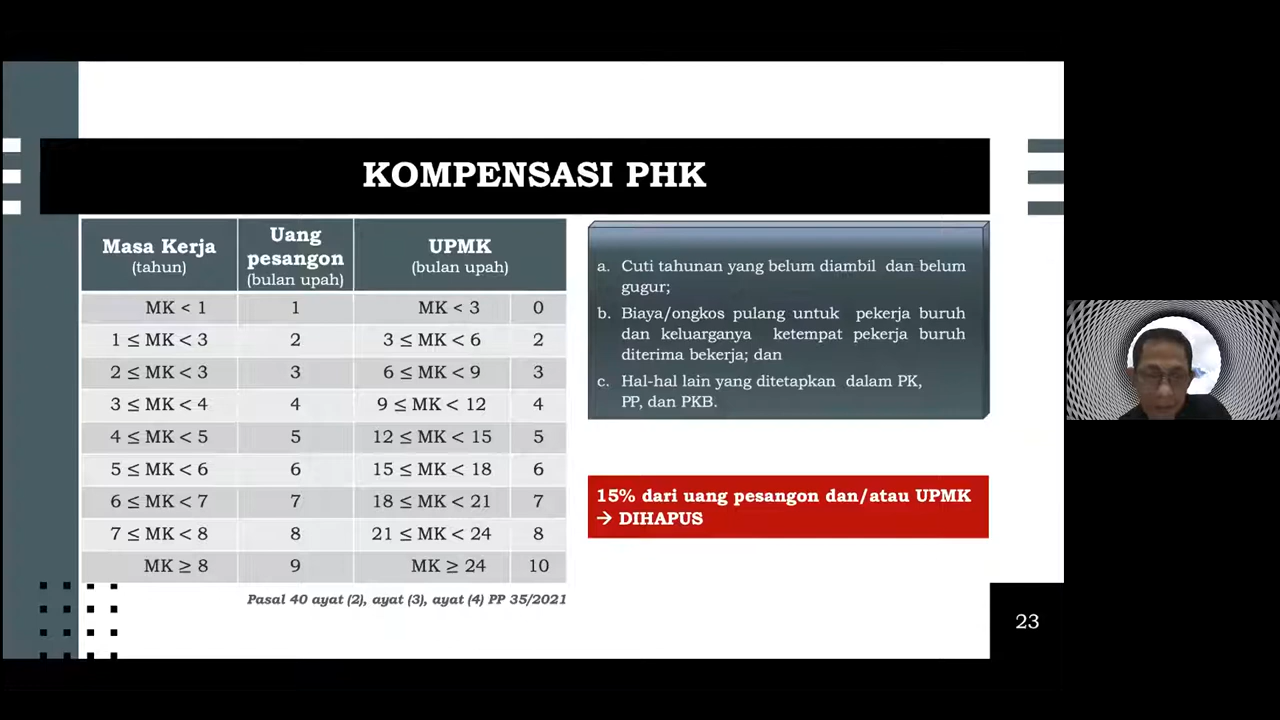 KOMPENSASI PHK
Masa Kerja
(tahun)
Uang
pesangon
(bulan upah)
UPMK
(bulan upah)
MK < 1 1 MK < 3 0
1 ≤ MK < 3 2 3 ≤ MK < 6 2
2 ≤ MK < 3 3 6 ≤ MK < 9 3
3 ≤ MK < 4 4 9 ≤ MK < 12 4
4 ≤ MK < 5 5 12 ≤ MK < 15 5
5 ≤ MK < 6 6 15 ≤ MK < 18 6
6 ≤ MK < 7 7 18 ≤ MK < 21 7
7 ≤ MK < 8 8 21 ≤ MK < 24 8
MK ≥ 8 9 MK ≥ 24 10
Pasal 40 ayat (2), ayat (3), ayat (4) PP 35/2021
a. Cuti tahunan yang belum diambil dan belum
gugur;
b. Biaya/ongkos pulang untuk pekerja buruh
dan keluarganya ketempat pekerja buruh
diterima bekerja; dan
c. Hal-hal lain yang ditetapkan dalam PK,
PP, dan PKB.
15% dari uang pesangon dan/atau UPMK
→ DIHAPUS
23